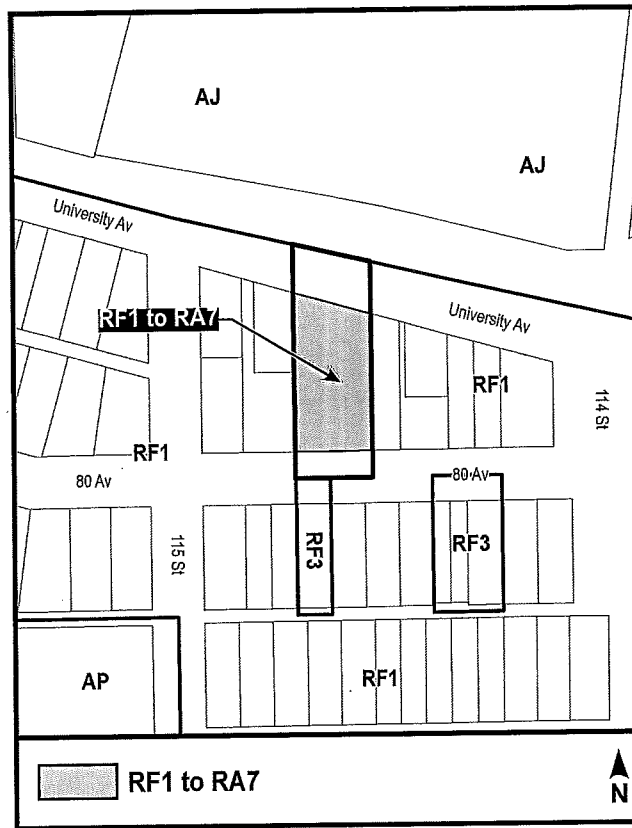 AJ
AJ
University Av
RF1 to RA7
University Av
RF1
114 St
RF1
80 Av
80 Av
115 St
RF3
RF3
AP
RF1
RF1 to RA7
N